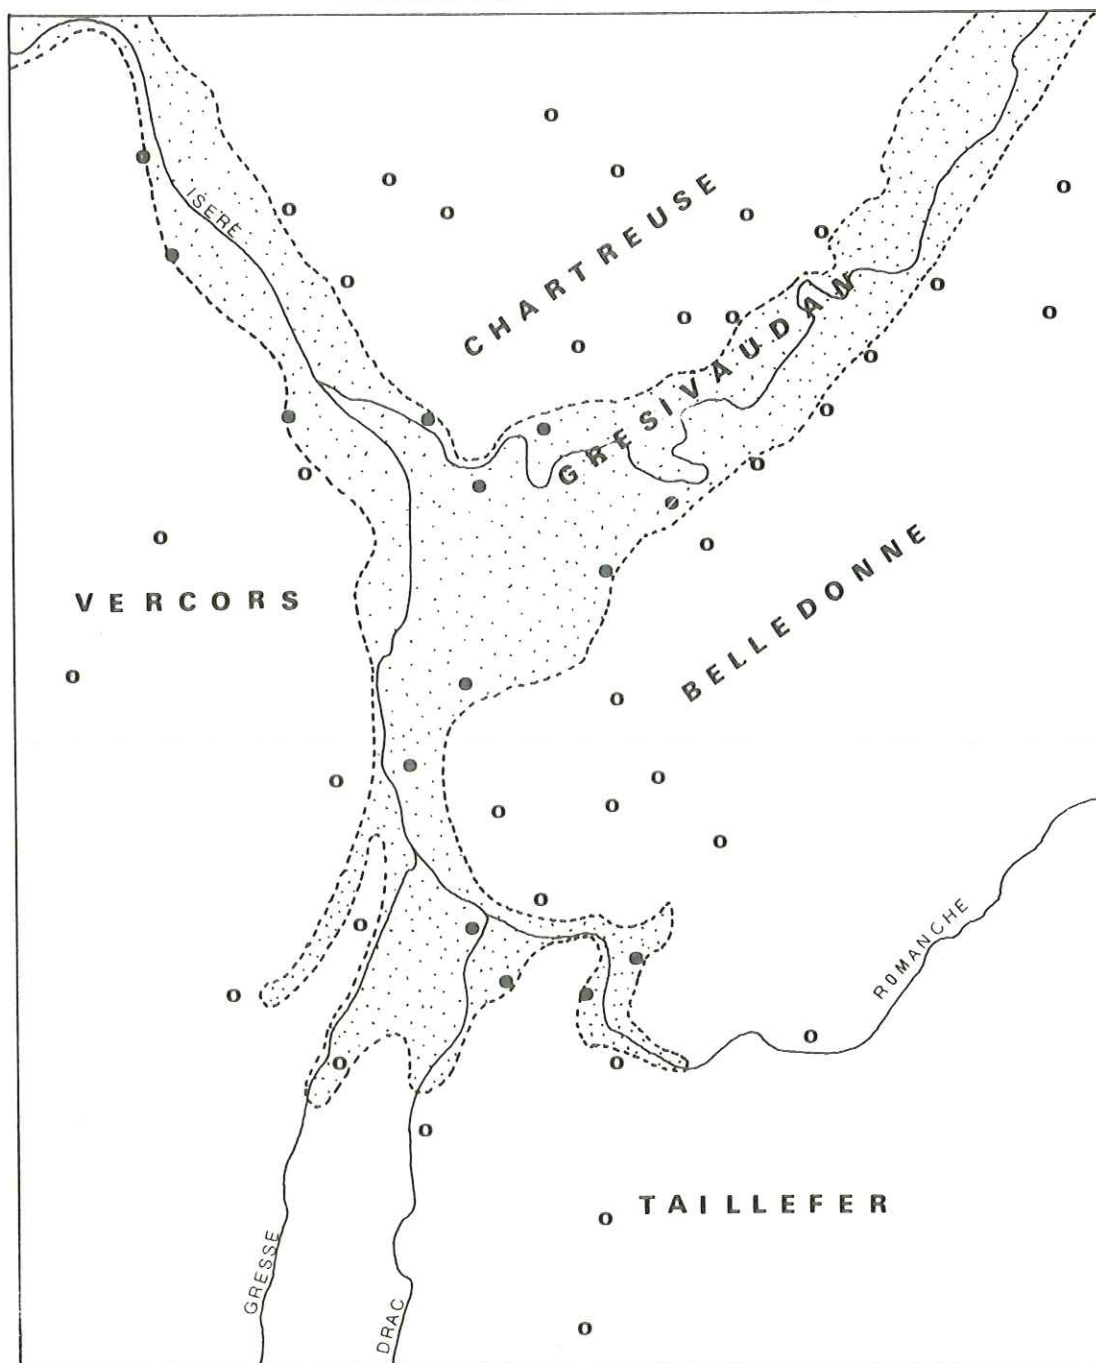 ISERE
CHARTREUSE
GRESIVAUDAN
VERCORS
BELLEDONNE
ROMANCHE
TAILLEFER
GRESSE
DRAC